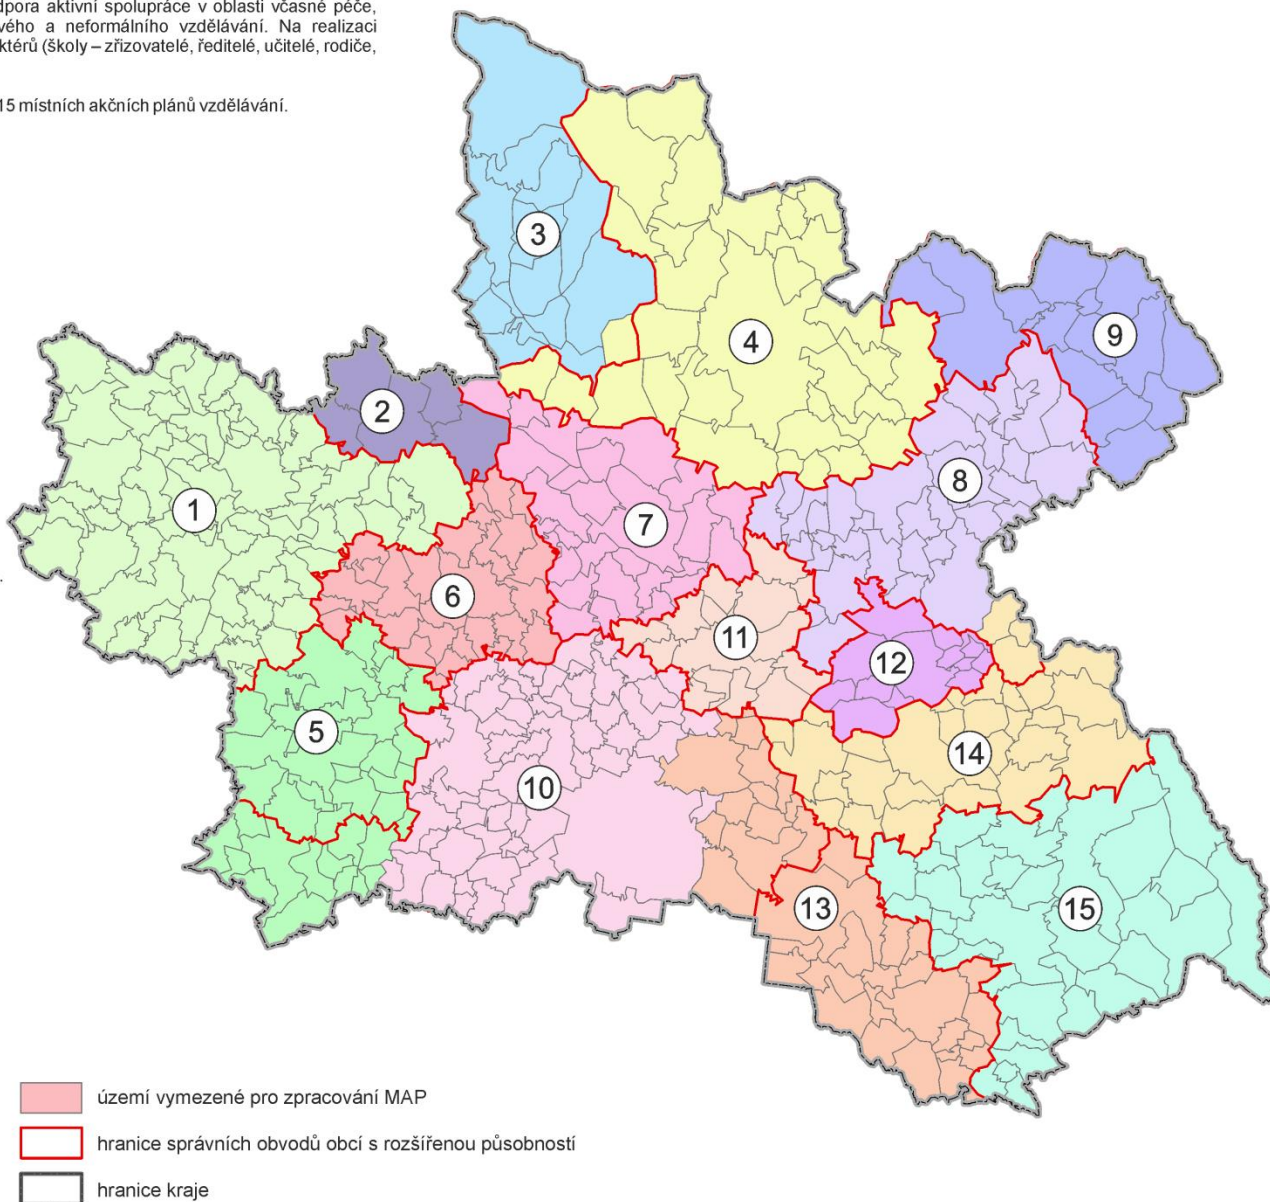 dpora aktivní spolupráce v oblasti včasné péče,
vého a neformálního vzdělávání. Na realizaci
ktérů (školy – zřizovatelé, ředitelé, učitelé, rodiče,
15 místních akčních plánů vzdělávání.
3
4
9
2
8
1
7
6
11
12
5
14
10
13
15
území vymezené pro zpracování MAP
hranice správních obvodů obcí s rozšířenou působností
hranice kraje